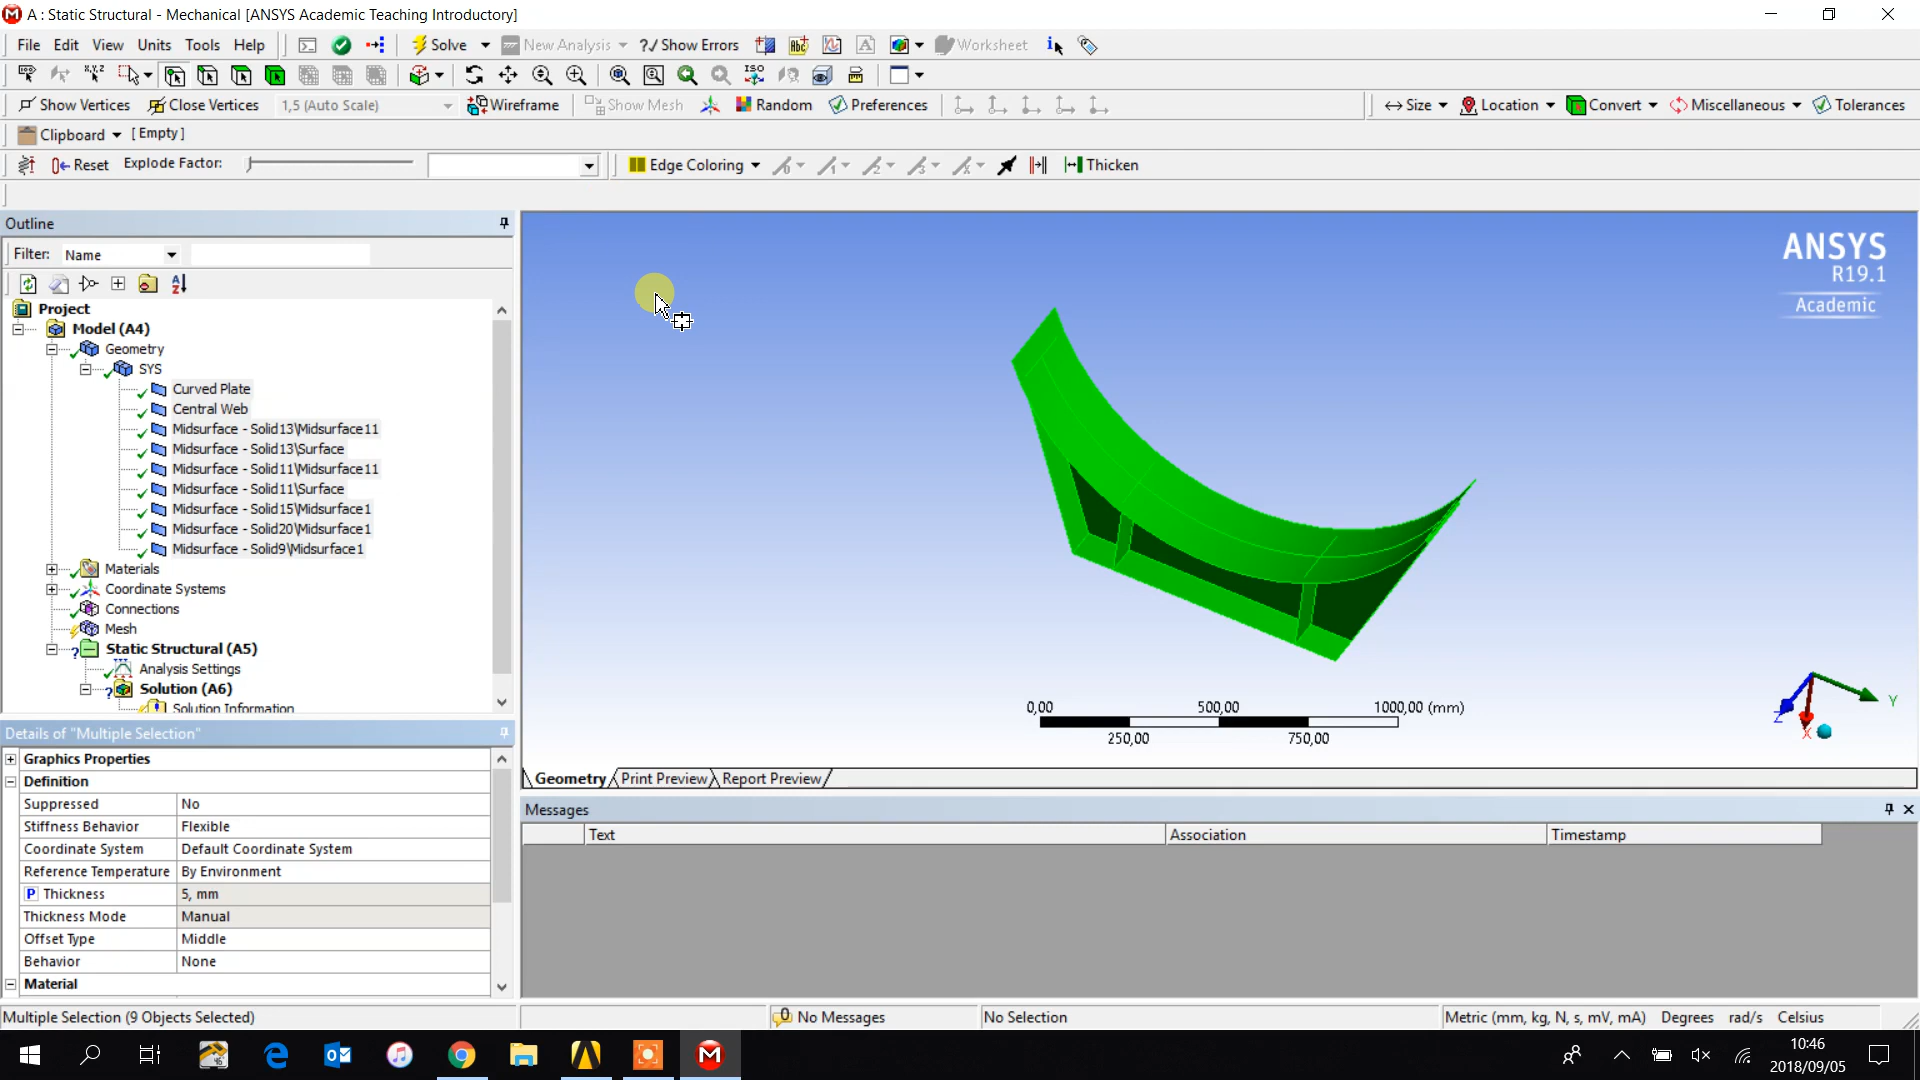 A : Static Structural - Mechanical [ANSYS Academic Teaching Introductory]
File Edit View Units Tools Help Solve New Analysis ?/ Show Errors Worksheet
Show Vertices Close Vertices 1,5 (Auto Scale) Wireframe Show Mesh Random Preferences Size Location Convert Miscellaneous Tolerances
Clipboard [ Empty ]
Reset Explode Factor: Edge Coloring Thicken
Outline
Filter: Name
Project
Model (A4)
Geometry
SYS
Curved Plate
Central Web
Midsurface - Solid13\Midsurface11
Midsurface - Solid13\Surface
Midsurface - Solid11\Midsurface11
Midsurface - Solid11\Surface
Midsurface - Solid15\Midsurface1
Midsurface - Solid20\Midsurface1
Midsurface - Solid9\Midsurface1
Materials
Coordinate Systems
Connections
Mesh
Static Structural (A5)
Analysis Settings
Solution (A6)
Solution Information
Details of "Multiple Selection"
Graphics Properties
Definition
Suppressed No
Stiffness Behavior Flexible
Coordinate System Default Coordinate System
Reference Temperature By Environment
P Thickness 5, mm
Thickness Mode Manual
Offset Type Middle
Behavior None
Material
ANSYS
R19.1
Academic
0,00 500,00 1000,00 (mm)
250,00 750,00
Z X Y
Geometry Print Preview Report Preview
Messages
Text Association Timestamp
Multiple Selection (9 Objects Selected) 0 No Messages No Selection Metric (mm, kg, N, s, mV, mA) Degrees rad/s Celsius
10:46
2018/09/05